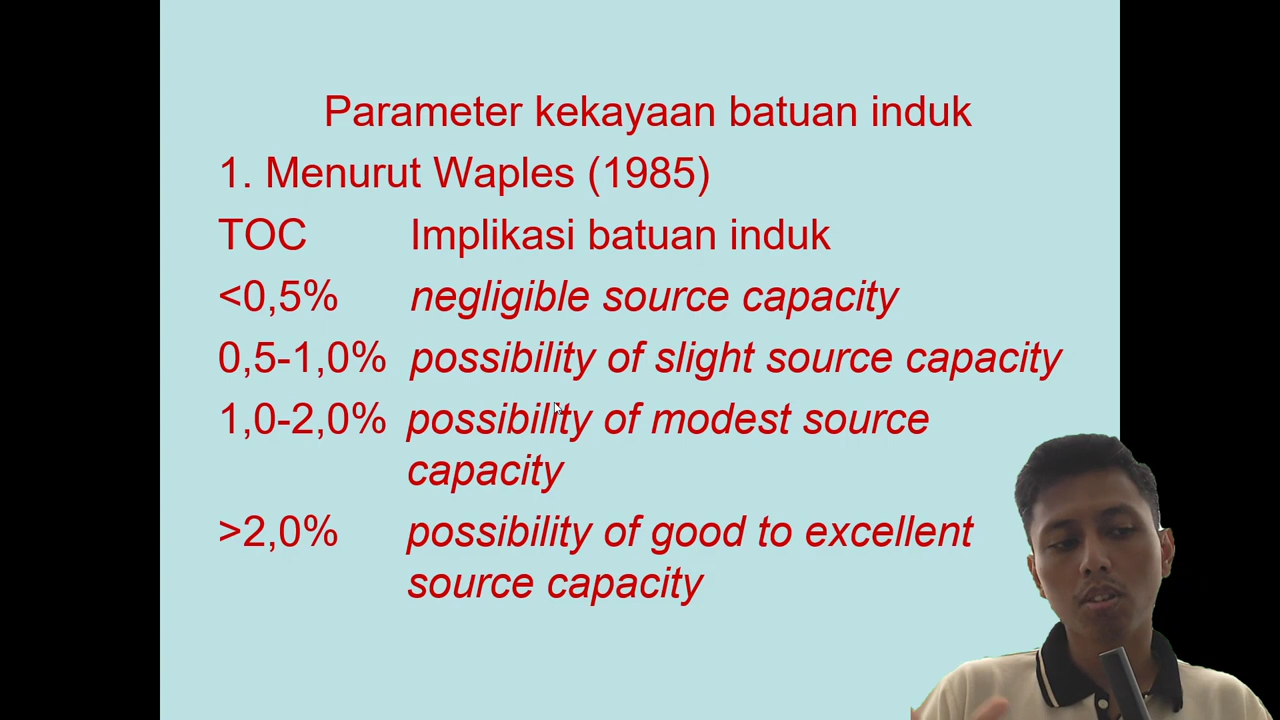 Parameter kekayaan batuan induk
1. Menurut Waples (1985)
TOC Implikasi batuan induk
<0,5% negligible source capacity
0,5-1,0% possibility of slight source capacity
1,0-2,0% possibility of modest source
capacity
>2,0% possibility of good to excellent
source capacity